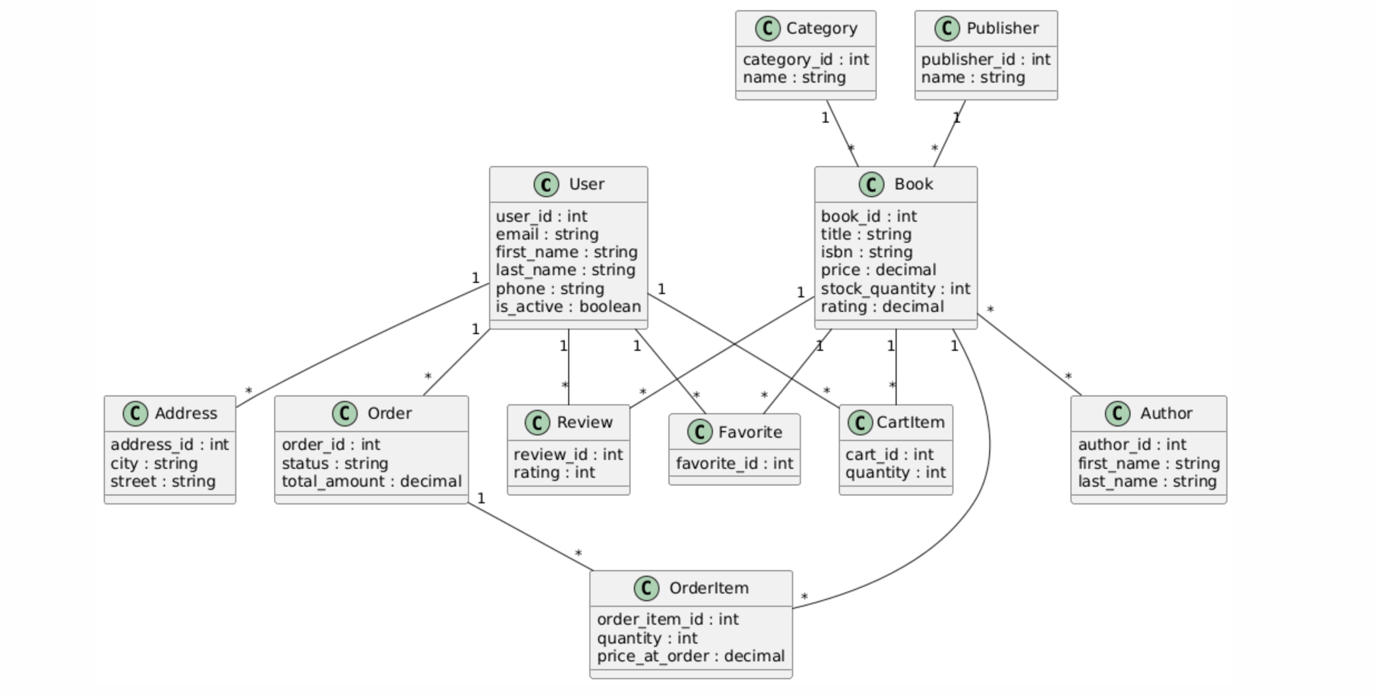 C Category
category_id : int
name : string
C Publisher
publisher_id : int
name : string
1
1
*
*
C User
user_id : int
email : string
first_name : string
last_name : string
phone : string
is_active : boolean
C Book
book_id : int
title : string
isbn : string
price : decimal
stock_quantity : int
rating : decimal
1
1
1
*
1
1
1
1
1
1
*
*
*
*
*
*
*
*
*
C Address
address_id : int
city : string
street : string
C Order
order_id : int
status : string
total_amount : decimal
C Review
review_id : int
rating : int
C Favorite
favorite_id : int
C CartItem
cart_id : int
quantity : int
C Author
author_id : int
first_name : string
last_name : string
1
*
*
C OrderItem
order_item_id : int
quantity : int
price_at_order : decimal